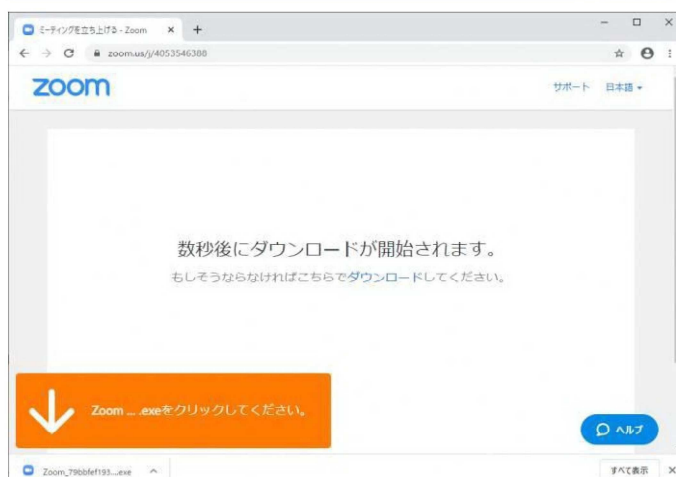 ミーティングを立ち上げる - Zoom
zoom.us/j/4053546380
zoom
サポート 日本語
数秒後にダウンロードが開始されます。
もしそうならなければこちらでダウンロードしてください。
Zoom ... .exeをクリックしてください。
ヘルプ
Zoom_79bbfef193....exe
すべて表示